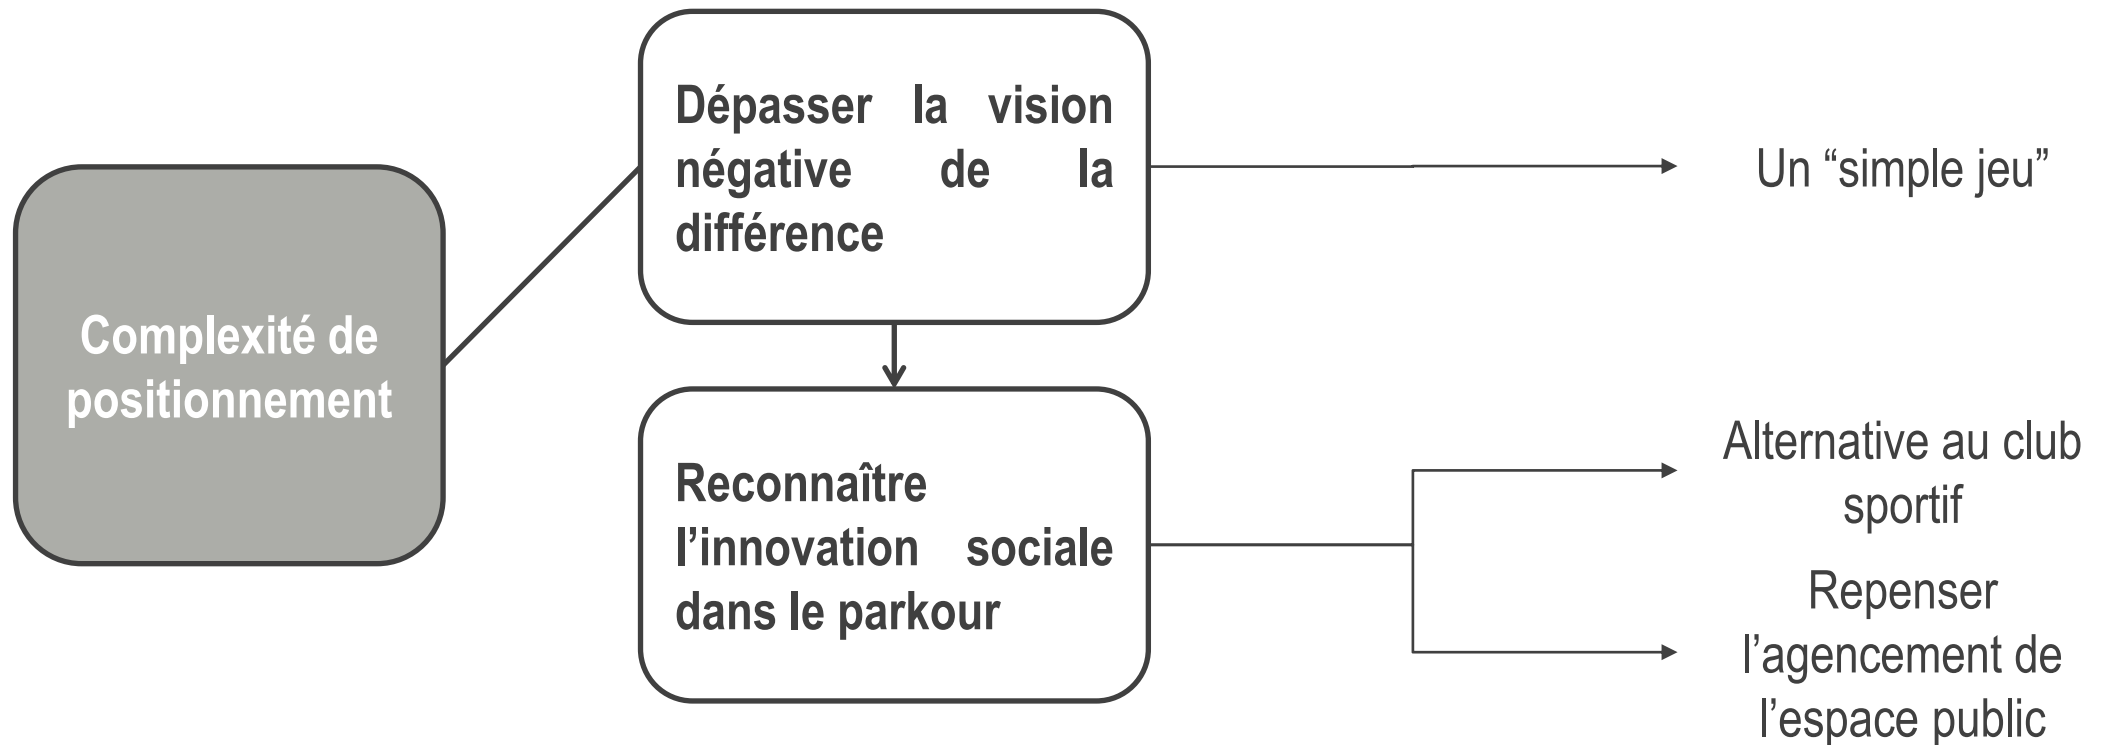 Complexité de
positionnement
Dépasser la vision
négative de la
différence
Un “simple jeu”
Reconnaître
l’innovation sociale
dans le parkour
Alternative au club
sportif
Repenser
l’agencement de
l’espace public